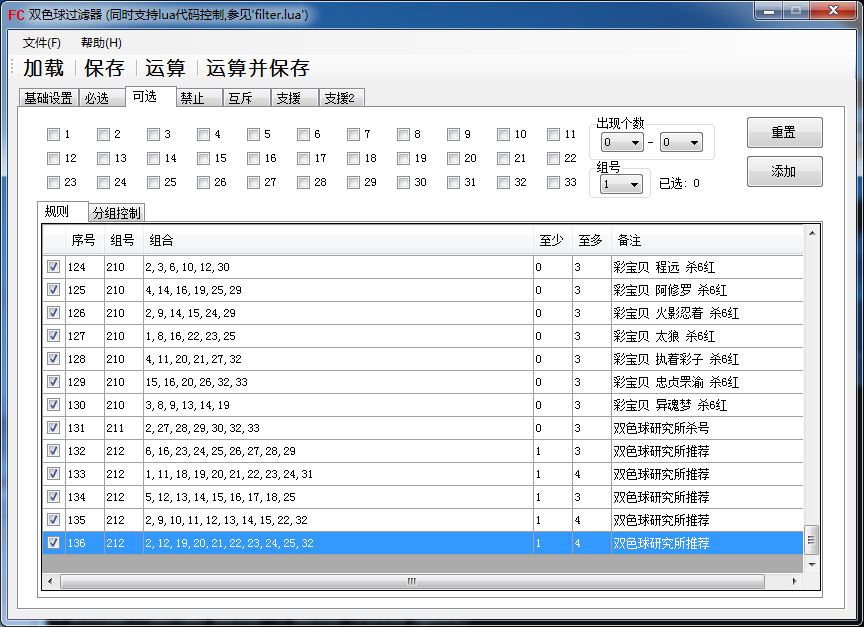 FC 双色球过滤器 (同时支持lua代码控制,参见'filter.lua')
文件(F) 帮助(H)
加载 保存 运算 运算并保存
基础设置 必选 可选 禁止 互斥 支援 支援2
1 2 3 4 5 6 7 8 9 10 11
12 13 14 15 16 17 18 19 20 21 22
23 24 25 26 27 28 29 30 31 32 33
出现个数
0 - 0
组号
1 已选: 0
重置
添加
规则 分组控制
序号 组号 组合 至少 至多 备注
124 210 2, 3, 6, 10, 12, 30 0 3 彩宝贝 程远 杀6红
125 210 4, 14, 16, 19, 25, 29 0 3 彩宝贝 阿修罗 杀6红
126 210 2, 9, 14, 15, 24, 29 0 3 彩宝贝 火影忍着 杀6红
127 210 1, 8, 16, 22, 23, 25 0 3 彩宝贝 太狼 杀6红
128 210 4, 11, 20, 21, 27, 32 0 3 彩宝贝 执着彩子 杀6红
129 210 15, 16, 20, 26, 32, 33 0 3 彩宝贝 忠贞罘渝 杀6红
130 210 3, 8, 9, 13, 14, 19 0 3 彩宝贝 异魂梦 杀6红
131 211 2, 27, 28, 29, 30, 32, 33 0 3 双色球研究所杀号
132 212 6, 16, 23, 24, 25, 26, 27, 28, 29 1 3 双色球研究所推荐
133 212 1, 11, 18, 19, 20, 21, 22, 23, 24, 31 1 4 双色球研究所推荐
134 212 5, 12, 13, 14, 15, 16, 17, 18, 25 1 3 双色球研究所推荐
135 212 2, 9, 10, 11, 12, 13, 14, 15, 22, 32 1 4 双色球研究所推荐
136 212 2, 12, 19, 20, 21, 22, 23, 24, 25, 32 1 4 双色球研究所推荐